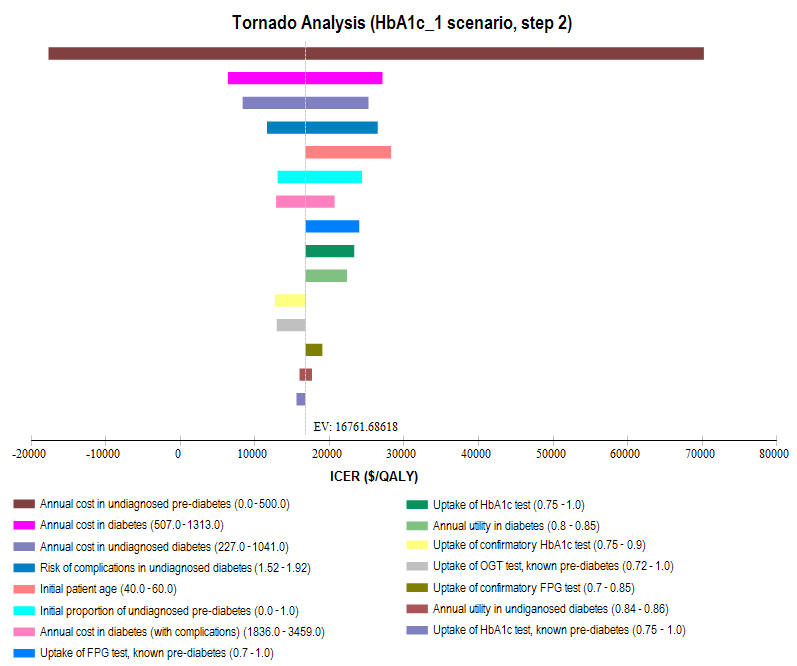 Tornado Analysis (HbA1c_1 scenario, step 2)
EV: 16761.68618
-20000 -10000 0 10000 20000 30000 40000 50000 60000 70000 80000
ICER ($/QALY)
Annual cost in undiagnosed pre-diabetes (0.0-500.0)
Annual cost in diabetes (507.0-1313.0)
Annual cost in undiagnosed diabetes (227.0-1041.0)
Risk of complications in undiagnosed diabetes (1.52-1.92)
Initial patient age (40.0-60.0)
Initial proportion of undiagnosed pre-diabetes (0.0-1.0)
Annual cost in diabetes (with complications) (1836.0-3459.0)
Uptake of FPG test, known pre-diabetes (0.7-1.0)
Uptake of HbA1c test (0.75-1.0)
Annual utility in diabetes (0.8-0.85)
Uptake of confirmatory HbA1c test (0.75-0.9)
Uptake of OGT test, known pre-diabetes (0.72-1.0)
Uptake of confirmatory FPG test (0.7-0.85)
Annual utility in undiganosed diabetes (0.84-0.86)
Uptake of HbA1c test, known pre-diabetes (0.75-1.0)